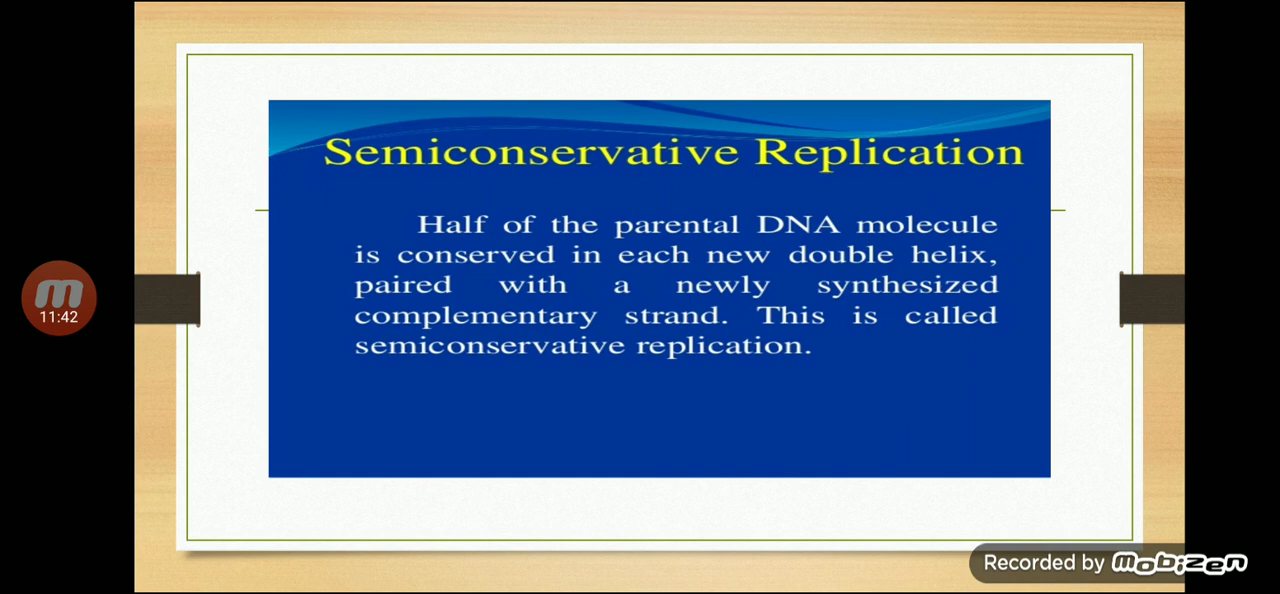 Semiconservative Replication
Half of the parental DNA molecule
is conserved in each new double helix,
paired with a newly synthesized
complementary strand. This is called
semiconservative replication.
m
11:42
Recorded by mobizen